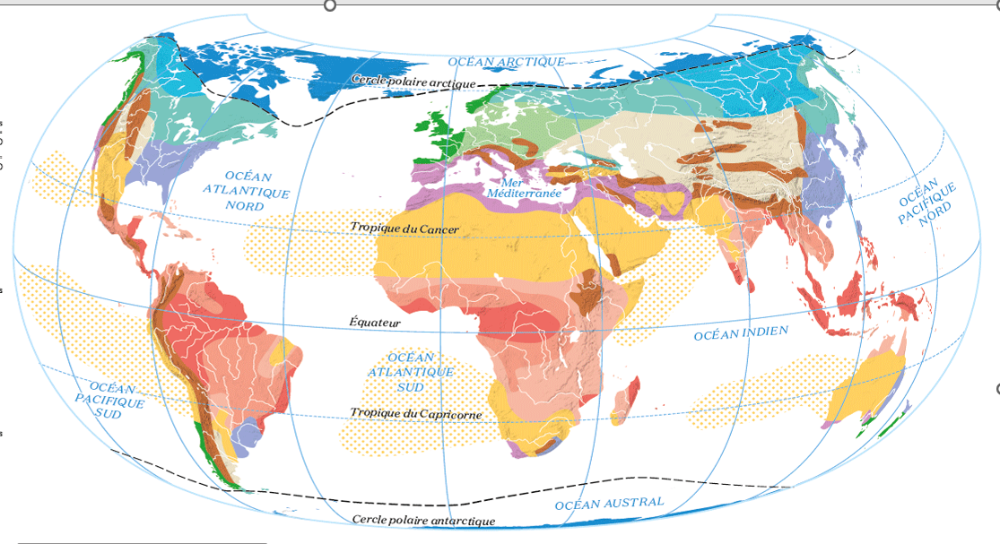 OCÉAN ARCTIQUE
Cercle polaire arctique
OCÉAN
ATLANTIQUE
NORD
Mer
Méditerranée
OCÉAN
PACIFIQUE
NORD
Tropique du Cancer
Équateur
OCÉAN INDIEN
OCÉAN
ATLANTIQUE
SUD
OCÉAN
PACIFIQUE
SUD
Tropique du Capricorne
OCÉAN AUSTRAL
Cercle polaire antarctique